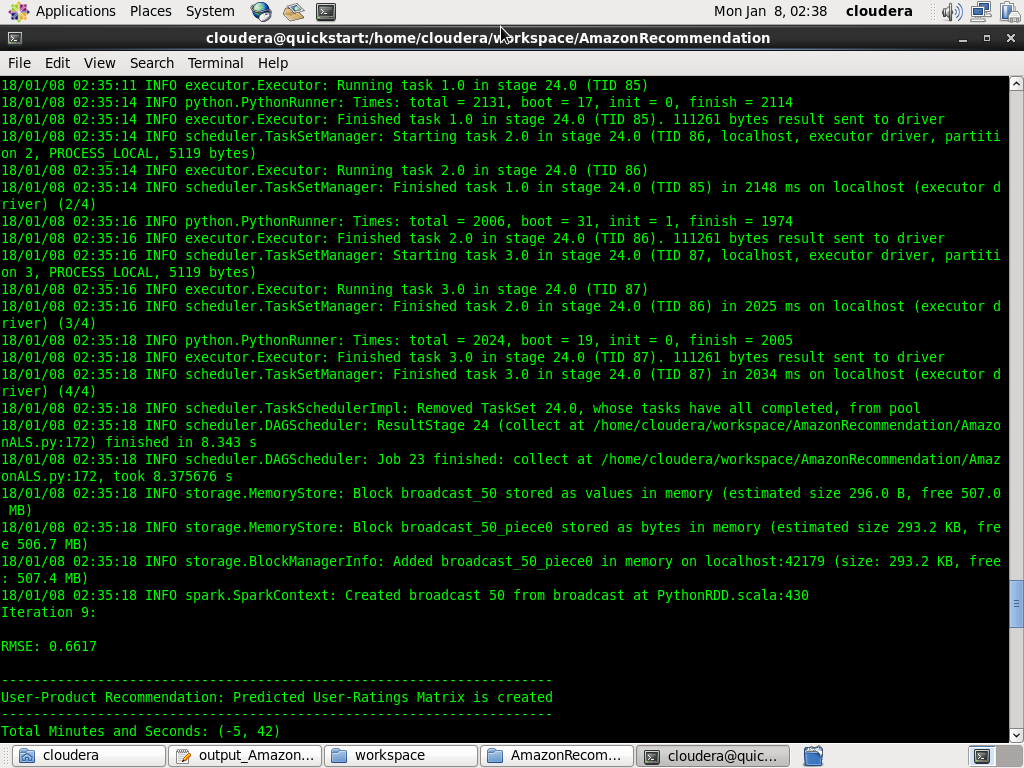 Applications Places System Mon Jan 8, 02:38 cloudera
cloudera@quickstart:/home/cloudera/workspace/AmazonRecommendation
File Edit View Search Terminal Help
18/01/08 02:35:11 INFO executor.Executor: Running task 1.0 in stage 24.0 (TID 85)
18/01/08 02:35:14 INFO python.PythonRunner: Times: total = 2131, boot = 17, init = 0, finish = 2114
18/01/08 02:35:14 INFO executor.Executor: Finished task 1.0 in stage 24.0 (TID 85). 111261 bytes result sent to driver
18/01/08 02:35:14 INFO scheduler.TaskSetManager: Starting task 2.0 in stage 24.0 (TID 86, localhost, executor driver, partiti
on 2, PROCESS_LOCAL, 5119 bytes)
18/01/08 02:35:14 INFO executor.Executor: Running task 2.0 in stage 24.0 (TID 86)
18/01/08 02:35:14 INFO scheduler.TaskSetManager: Finished task 1.0 in stage 24.0 (TID 85) in 2148 ms on localhost (executor d
river) (2/4)
18/01/08 02:35:16 INFO python.PythonRunner: Times: total = 2006, boot = 31, init = 1, finish = 1974
18/01/08 02:35:16 INFO executor.Executor: Finished task 2.0 in stage 24.0 (TID 86). 111261 bytes result sent to driver
18/01/08 02:35:16 INFO scheduler.TaskSetManager: Starting task 3.0 in stage 24.0 (TID 87, localhost, executor driver, partiti
on 3, PROCESS_LOCAL, 5119 bytes)
18/01/08 02:35:16 INFO executor.Executor: Running task 3.0 in stage 24.0 (TID 87)
18/01/08 02:35:16 INFO scheduler.TaskSetManager: Finished task 2.0 in stage 24.0 (TID 86) in 2025 ms on localhost (executor d
river) (3/4)
18/01/08 02:35:18 INFO python.PythonRunner: Times: total = 2024, boot = 19, init = 0, finish = 2005
18/01/08 02:35:18 INFO executor.Executor: Finished task 3.0 in stage 24.0 (TID 87). 111261 bytes result sent to driver
18/01/08 02:35:18 INFO scheduler.TaskSetManager: Finished task 3.0 in stage 24.0 (TID 87) in 2034 ms on localhost (executor d
river) (4/4)
18/01/08 02:35:18 INFO scheduler.TaskSchedulerImpl: Removed TaskSet 24.0, whose tasks have all completed, from pool
18/01/08 02:35:18 INFO scheduler.DAGScheduler: ResultStage 24 (collect at /home/cloudera/workspace/AmazonRecommendation/Amazo
nALS.py:172) finished in 8.343 s
18/01/08 02:35:18 INFO scheduler.DAGScheduler: Job 23 finished: collect at /home/cloudera/workspace/AmazonRecommendation/Amaz
onALS.py:172, took 8.375676 s
18/01/08 02:35:18 INFO storage.MemoryStore: Block broadcast_50 stored as values in memory (estimated size 296.0 B, free 507.0
 MB)
18/01/08 02:35:18 INFO storage.MemoryStore: Block broadcast_50_piece0 stored as bytes in memory (estimated size 293.2 KB, fre
e 506.7 MB)
18/01/08 02:35:18 INFO storage.BlockManagerInfo: Added broadcast_50_piece0 in memory on localhost:42179 (size: 293.2 KB, free
: 507.4 MB)
18/01/08 02:35:18 INFO spark.SparkContext: Created broadcast 50 from broadcast at PythonRDD.scala:430
Iteration 9:
RMSE: 0.6617
---------------------------------------------------------------------
User-Product Recommendation: Predicted User-Ratings Matrix is created
---------------------------------------------------------------------
Total Minutes and Seconds: (-5, 42)
cloudera output_Amazon... workspace AmazonRecom... cloudera@quic...